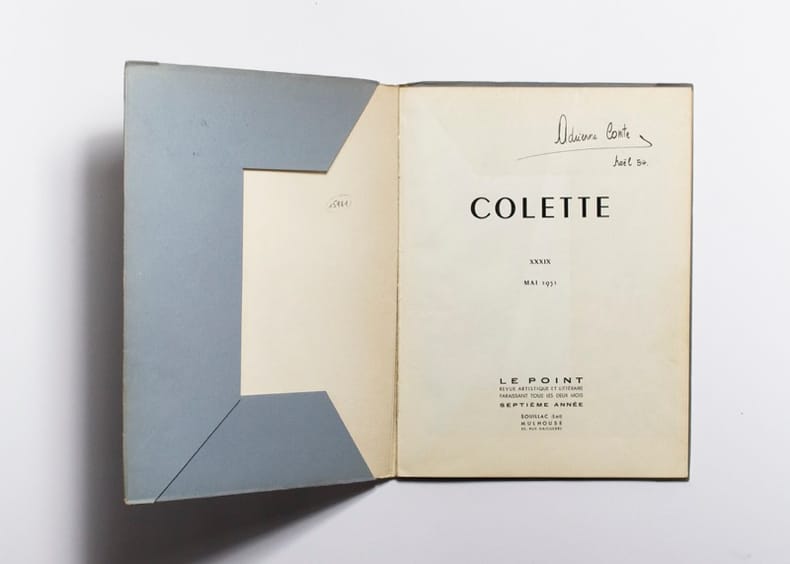 Adrienne Conte
Noël 54.
COLETTE
XXXIX
MAI 1951
LE POINT
REVUE ARTISTIQUE ET LITTÉRAIRE
PARAISSANT TOUS LES DEUX MOIS
SEPTIÈME ANNÉE
SOUILLAC (Lot)
MULHOUSE